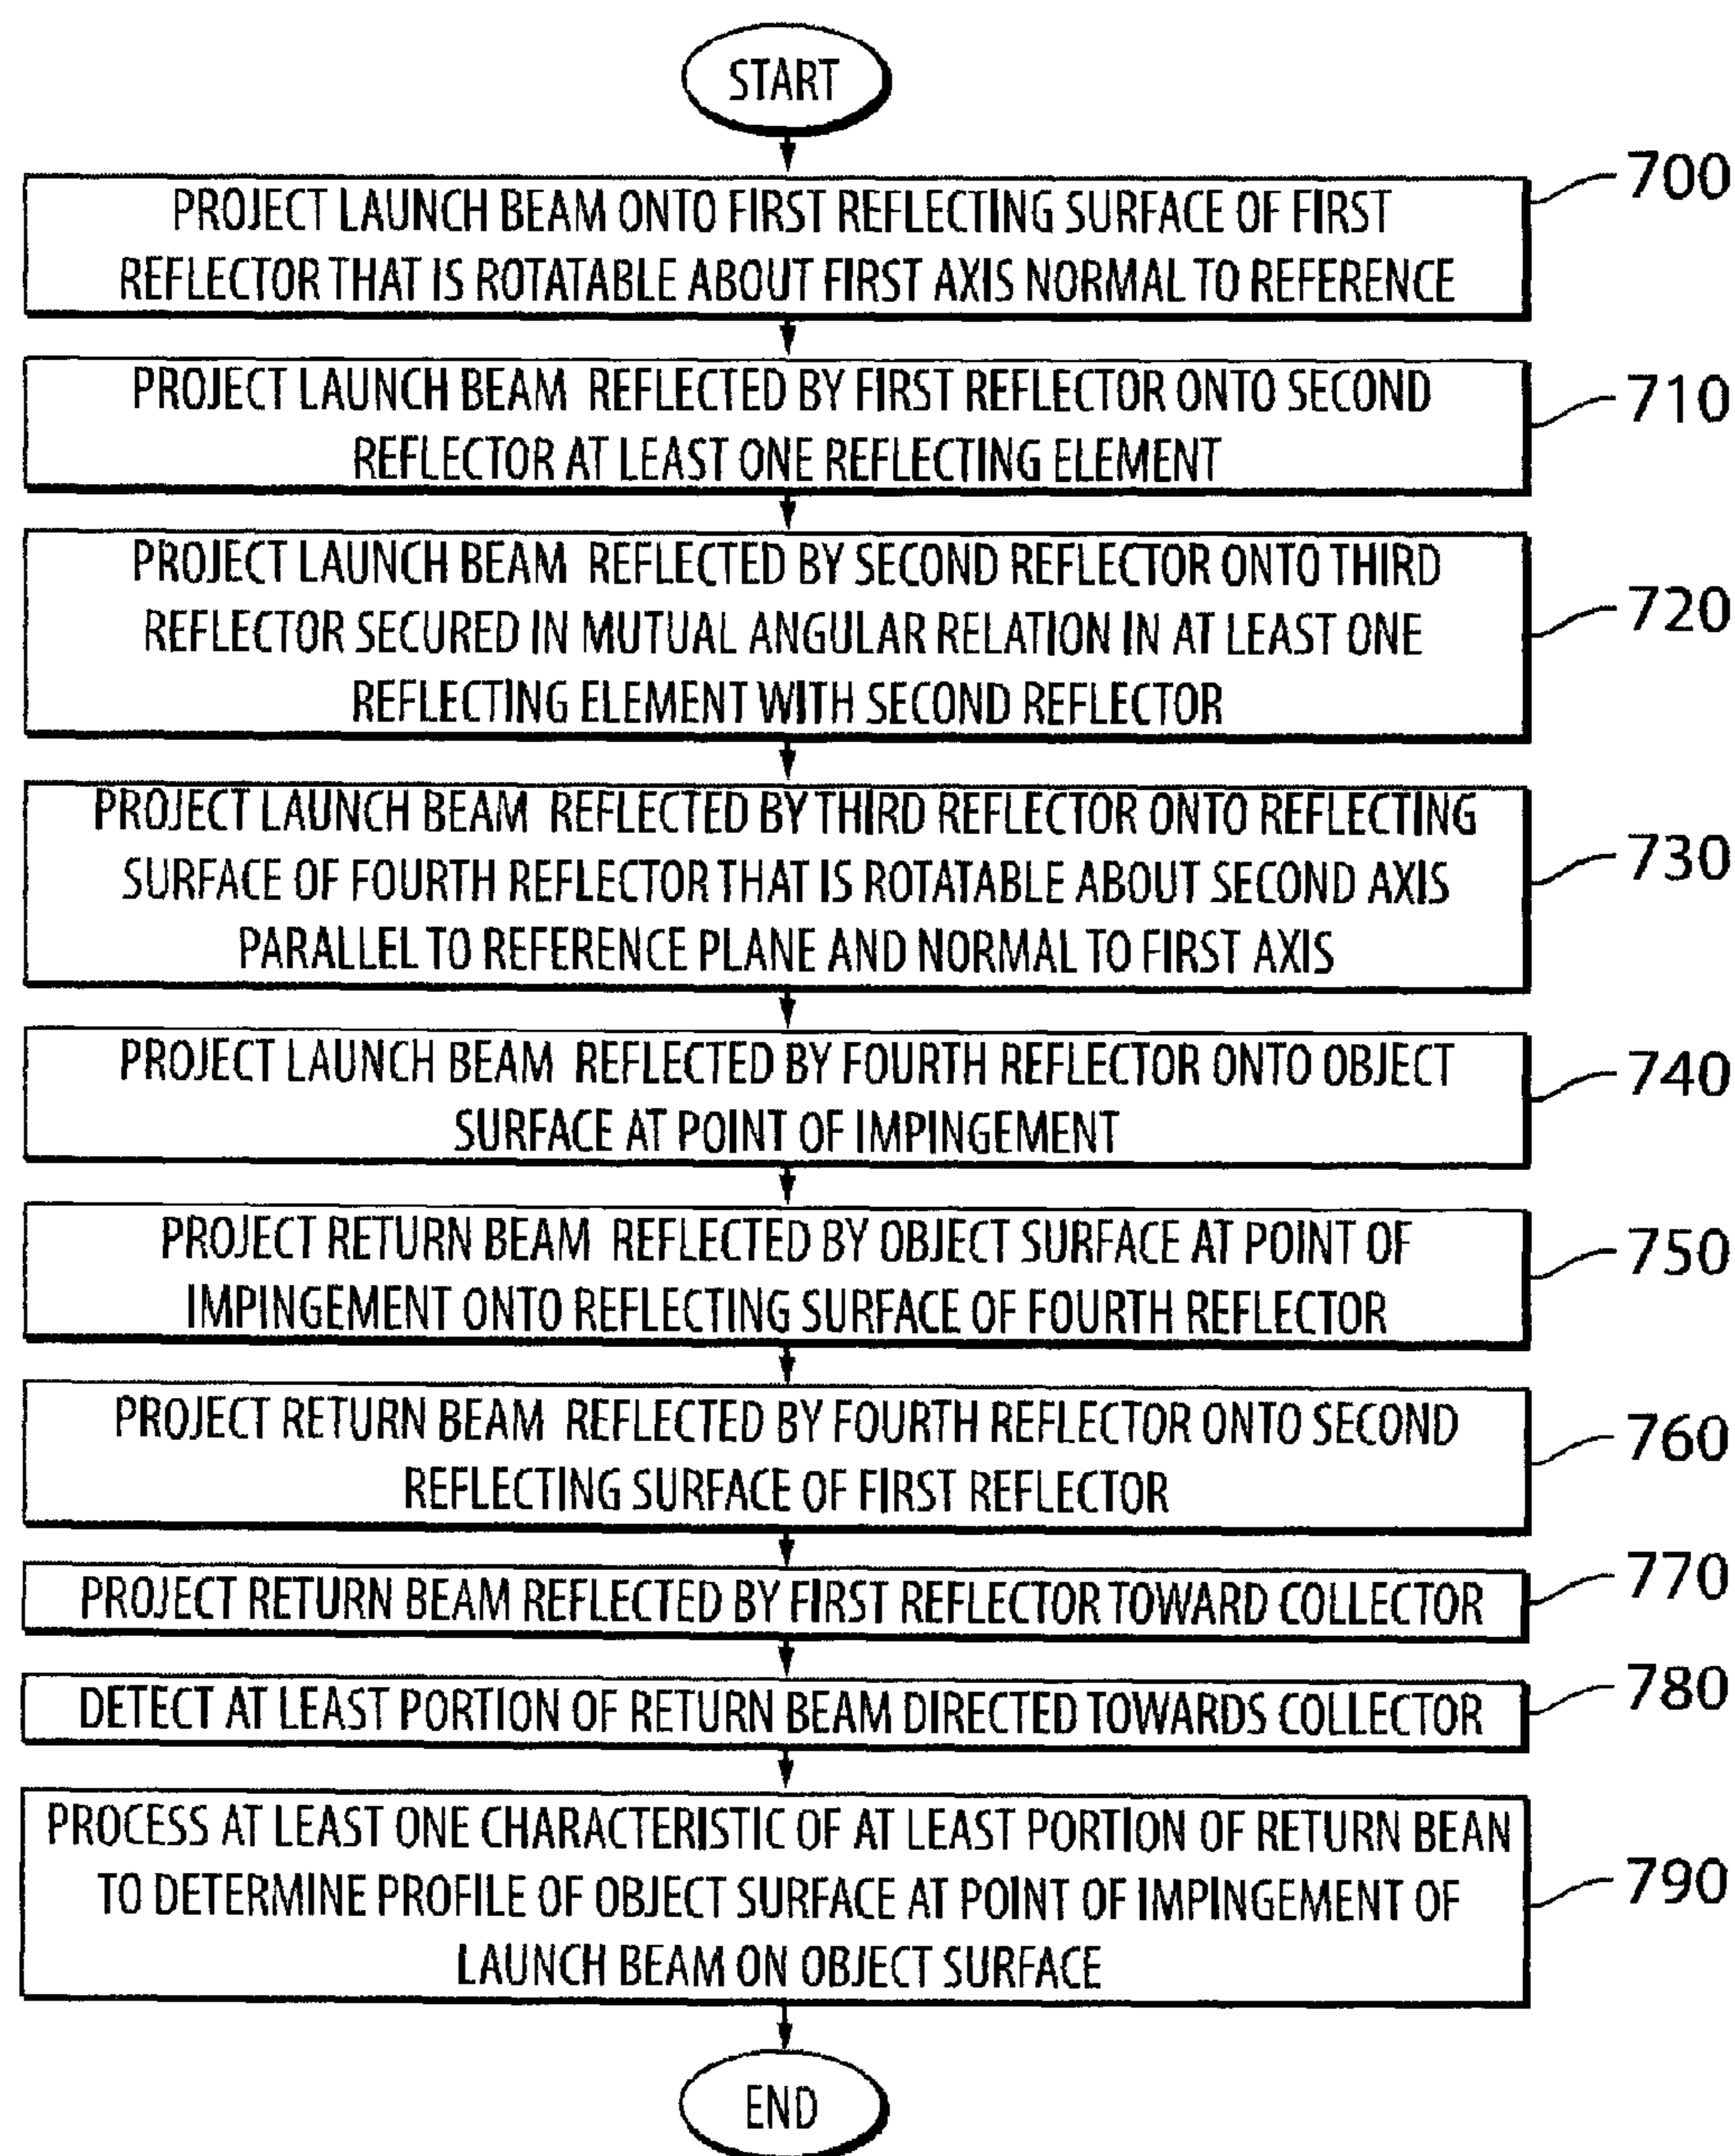 START
PROJECT LAUNCH BEAM ONTO FIRST REFLECTING SURFACE OF FIRST
REFLECTOR THAT IS ROTATABLE ABOUT FIRST AXIS NORMAL TO REFERENCE
700
PROJECT LAUNCH BEAM REFLECTED BY FIRST REFLECTOR ONTO SECOND
REFLECTOR AT LEAST ONE REFLECTING ELEMENT
710
PROJECT LAUNCH BEAM REFLECTED BY SECOND REFLECTOR ONTO THIRD
REFLECTOR SECURED IN MUTUAL ANGULAR RELATION IN AT LEAST ONE
REFLECTING ELEMENT WITH SECOND REFLECTOR
720
PROJECT LAUNCH BEAM REFLECTED BY THIRD REFLECTOR ONTO REFLECTING
SURFACE OF FOURTH REFLECTOR THAT IS ROTATABLE ABOUT SECOND AXIS
PARALLEL TO REFERENCE PLANE AND NORMAL TO FIRST AXIS
730
PROJECT LAUNCH BEAM REFLECTED BY FOURTH REFLECTOR ONTO OBJECT
SURFACE AT POINT OF IMPINGEMENT
740
PROJECT RETURN BEAM REFLECTED BY OBJECT SURFACE AT POINT OF
IMPINGEMENT ONTO REFLECTING SURFACE OF FOURTH REFLECTOR
750
PROJECT RETURN BEAM REFLECTED BY FOURTH REFLECTOR ONTO SECOND
REFLECTING SURFACE OF FIRST REFLECTOR
760
PROJECT RETURN BEAM REFLECTED BY FIRST REFLECTOR TOWARD COLLECTOR
770
DETECT AT LEAST PORTION OF RETURN BEAM DIRECTED TOWARDS COLLECTOR
780
PROCESS AT LEAST ONE CHARACTERISTIC OF AT LEAST PORTION OF RETURN BEAN
TO DETERMINE PROFILE OF OBJECT SURFACE AT POINT OF IMPINGEMENT OF
LAUNCH BEAM ON OBJECT SURFACE
790
END